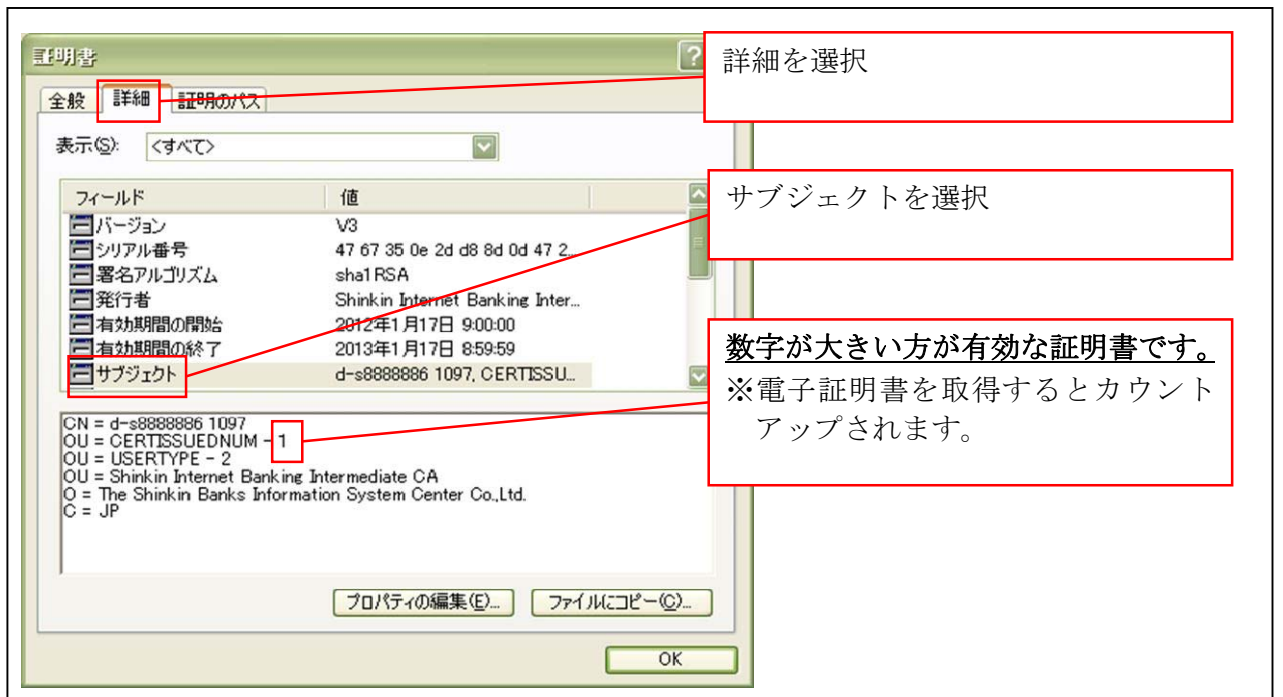 証明書
?
詳細を選択
全般
詳細
証明のパス
表示(S):
<すべて>
サブジェクトを選択
フィールド
値
バージョン
V3
シリアル番号
47 67 35 0e 2d d8 8d 0d 47 2...
署名アルゴリズム
sha1RSA
発行者
Shinkin Internet Banking Inter...
有効期間の開始
2012年1月17日 9:00:00
有効期間の終了
2013年1月17日 8:59:59
サブジェクト
d-s8888886 1097, CERTISSU...
数字が大きい方が有効な証明書です。
※電子証明書を取得するとカウント
アップされます。
CN = d-s8888886 1097
OU = CERTISSUEDNUM - 1
OU = USERTYPE - 2
OU = Shinkin Internet Banking Intermediate CA
O = The Shinkin Banks Information System Center Co.,Ltd.
C = JP
プロパティの編集(E)...
ファイルにコピー(C)...
OK